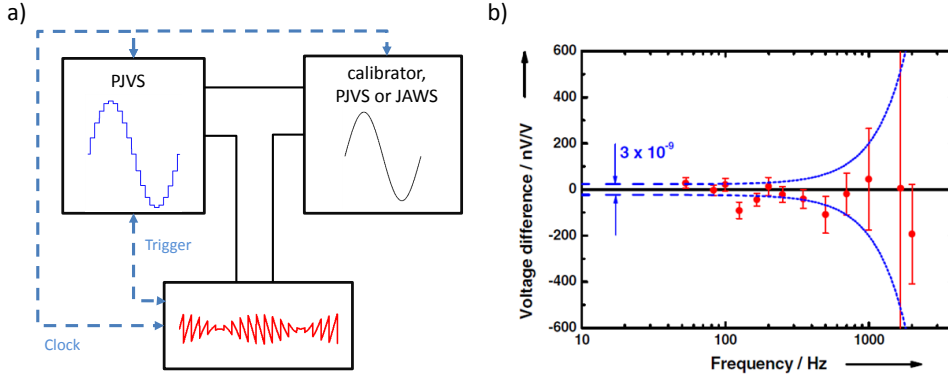 a)
PJVS
calibrator,
PJVS or JAWS
Trigger
Clock
b)
Voltage difference / nV/V
600
400
200
0
-200
-400
-600
3 x 10⁻⁹
10
100
1000
Frequency / Hz